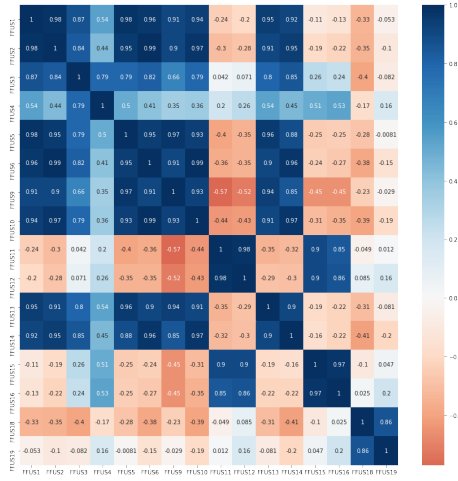 FFUS1 1 0.98 0.87 0.54 0.98 0.96 0.91 0.94 -0.24 -0.2 0.95 0.92 -0.11 -0.13 -0.33 -0.053
FFUS2 0.98 1 0.84 0.44 0.95 0.99 0.9 0.97 -0.3 -0.28 0.91 0.95 -0.19 -0.22 -0.35 -0.1
FFUS3 0.87 0.84 1 0.79 0.79 0.82 0.66 0.79 0.042 0.071 0.8 0.85 0.26 0.24 -0.4 -0.082
FFUS4 0.54 0.44 0.79 1 0.5 0.41 0.35 0.36 0.2 0.26 0.54 0.45 0.51 0.53 -0.17 0.16
FFUS5 0.98 0.95 0.79 0.5 1 0.95 0.97 0.93 -0.4 -0.35 0.96 0.88 -0.25 -0.25 -0.28 -0.0081
FFUS6 0.96 0.99 0.82 0.41 0.95 1 0.91 0.99 -0.36 -0.35 0.9 0.96 -0.24 -0.27 -0.38 -0.15
FFUS9 0.91 0.9 0.66 0.35 0.97 0.91 1 0.93 -0.57 -0.52 0.94 0.85 -0.45 -0.45 -0.23 -0.029
FFUS10 0.94 0.97 0.79 0.36 0.93 0.99 0.93 1 -0.44 -0.43 0.91 0.97 -0.31 -0.35 -0.39 -0.19
FFUS11 -0.24 -0.3 0.042 0.2 -0.4 -0.36 -0.57 -0.44 1 0.98 -0.35 -0.32 0.9 0.85 -0.049 0.012
FFUS12 -0.2 -0.28 0.071 0.26 -0.35 -0.35 -0.52 -0.43 0.98 1 -0.29 -0.3 0.9 0.86 0.085 0.16
FFUS13 0.95 0.91 0.8 0.54 0.96 0.9 0.94 0.91 -0.35 -0.29 1 0.9 -0.19 -0.22 -0.31 -0.081
FFUS14 0.92 0.95 0.85 0.45 0.88 0.96 0.85 0.97 -0.32 -0.3 0.9 1 -0.16 -0.22 -0.41 -0.2
FFUS15 -0.11 -0.19 0.26 0.51 -0.25 -0.24 -0.45 -0.31 0.9 0.9 -0.19 -0.16 1 0.97 -0.1 0.047
FFUS16 -0.13 -0.22 0.24 0.53 -0.25 -0.27 -0.45 -0.35 0.85 0.86 -0.22 -0.22 0.97 1 0.025 0.2
FFUS18 -0.33 -0.35 -0.4 -0.17 -0.28 -0.38 -0.23 -0.39 -0.049 0.085 -0.31 -0.41 -0.1 0.025 1 0.86
FFUS19 -0.053 -0.1 -0.082 0.16 -0.0081 -0.15 -0.029 -0.19 0.012 0.16 -0.081 -0.2 0.047 0.2 0.86 1
FFUS1 FFUS2 FFUS3 FFUS4 FFUS5 FFUS6 FFUS9 FFUS10 FFUS11 FFUS12 FFUS13 FFUS14 FFUS15 FFUS16 FFUS18 FFUS19
1.0
0.8
0.6
0.4
0.2
0.0
-0.2
-0.4